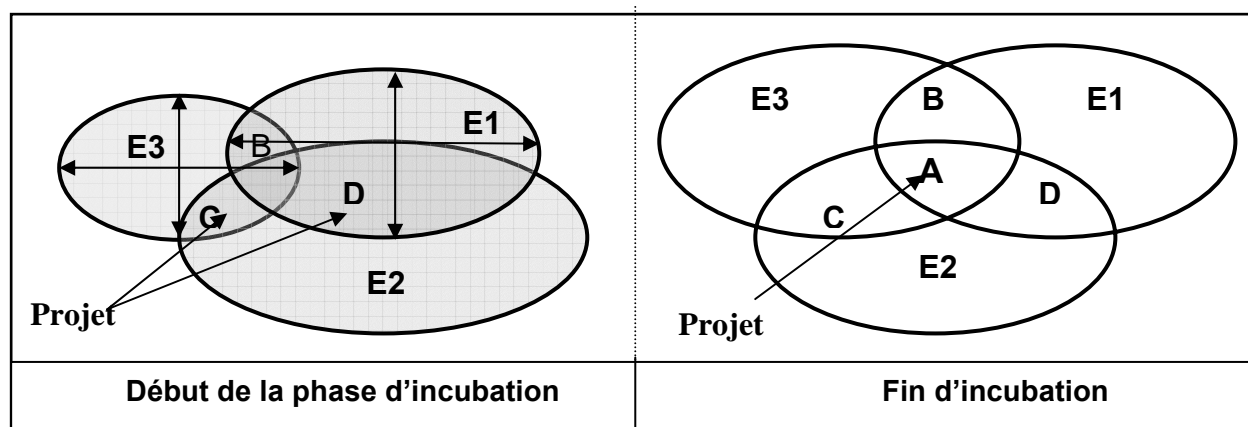 E3
B
E1
D
C
E2
Projet
E3
B
E1
A
C
D
E2
Projet
Début de la phase d’incubation
Fin d’incubation